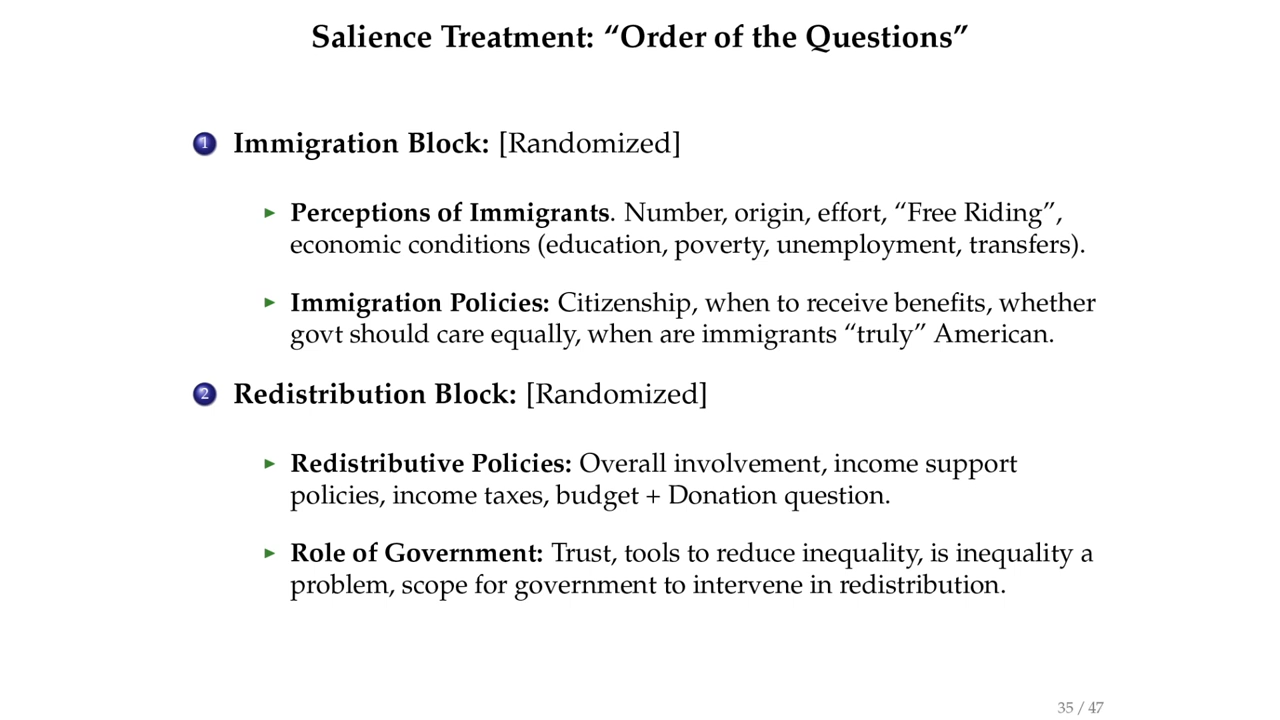 Salience Treatment: “Order of the Questions”
1 Immigration Block: [Randomized]
► Perceptions of Immigrants. Number, origin, effort, “Free Riding”,
economic conditions (education, poverty, unemployment, transfers).
► Immigration Policies: Citizenship, when to receive benefits, whether
govt should care equally, when are immigrants “truly” American.
2 Redistribution Block: [Randomized]
► Redistributive Policies: Overall involvement, income support
policies, income taxes, budget + Donation question.
► Role of Government: Trust, tools to reduce inequality, is inequality a
problem, scope for government to intervene in redistribution.
35 / 47